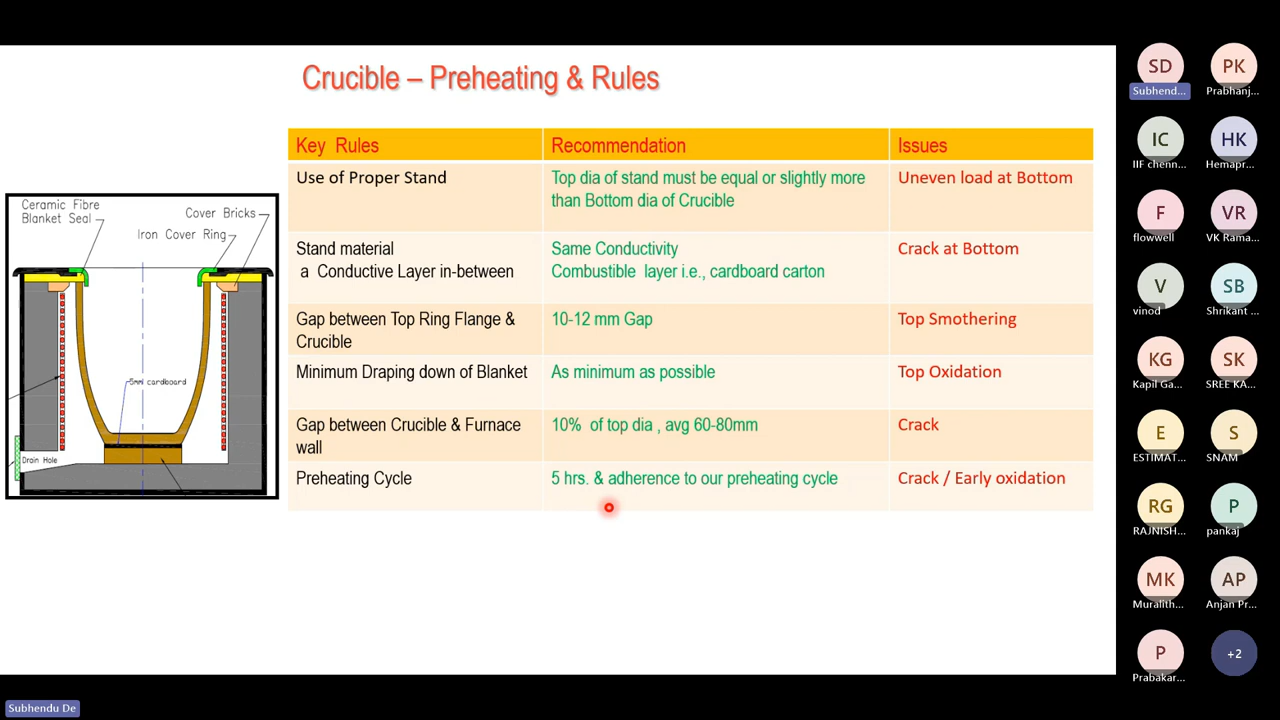 Crucible – Preheating & Rules
Key Rules
Recommendation
Issues
Use of Proper Stand
Top dia of stand must be equal or slightly more
than Bottom dia of Crucible
Uneven load at Bottom
Stand material
a Conductive Layer in-between
Same Conductivity
Combustible layer i.e., cardboard carton
Crack at Bottom
Gap between Top Ring Flange &
Crucible
10-12 mm Gap
Top Smothering
Minimum Draping down of Blanket
As minimum as possible
Top Oxidation
Gap between Crucible & Furnace
wall
10% of top dia , avg 60-80mm
Crack
Preheating Cycle
5 hrs. & adherence to our preheating cycle
Crack / Early oxidation
Ceramic Fibre
Blanket Seal
Cover Bricks
Iron Cover Ring
5mm cardboard
Drain Hole
SD
Subhend...
PK
Prabhanj...
IC
IIF chenn...
HK
Hemapr...
F
flowwell
VR
VK Rama...
V
vinod
SB
Shrikant ...
KG
Kapil Ga...
SK
SREE KA...
E
ESTIMAT...
S
SNAM
RG
RAJNISH...
P
pankaj
MK
Muralith...
AP
Anjan Pr...
P
Prabakar...
+2
Subhendu De